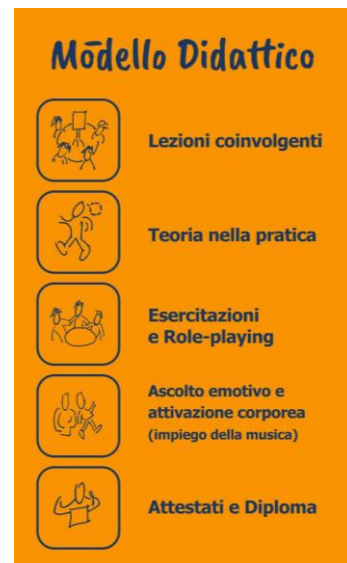 Modello Didattico
Lezioni coinvolgenti
Teoria nella pratica
Esercitazioni
e Role-playing
Ascolto emotivo e
attivazione corporea
(impiego della musica)
Attestati e Diploma